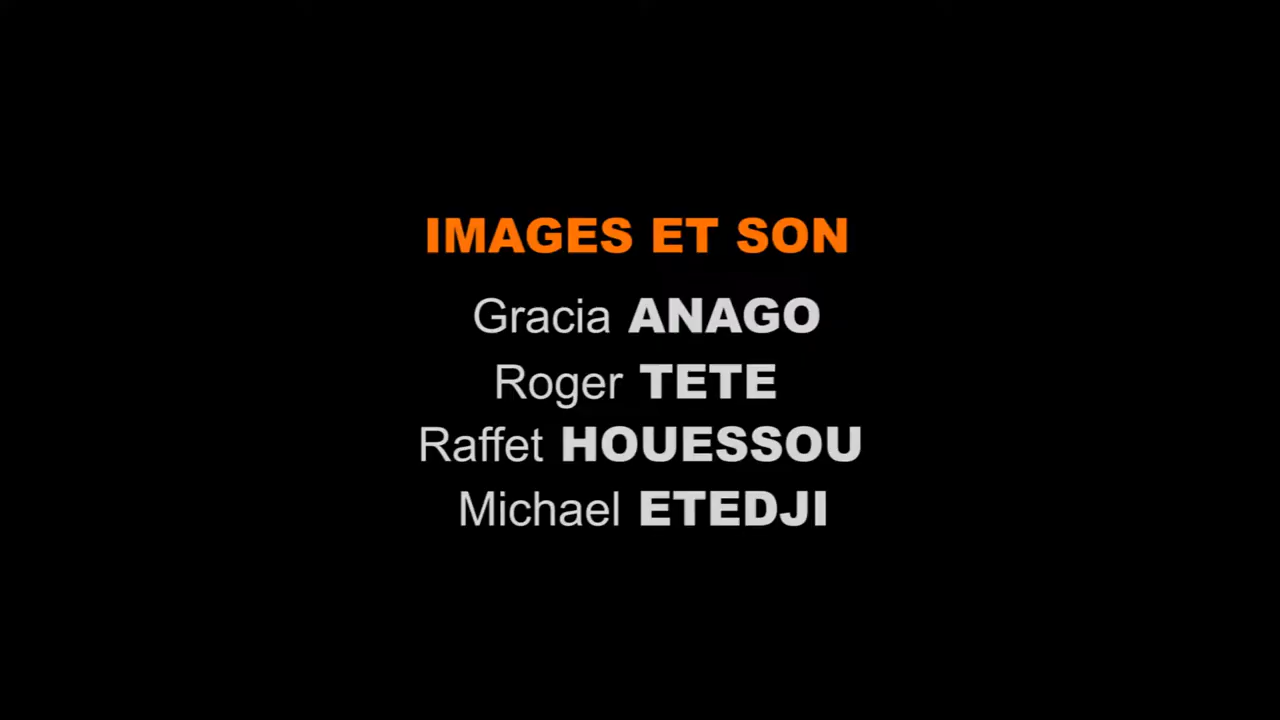 IMAGES ET SON
Gracia ANAGO
Roger TETE
Raffet HOUESSOU
Michael ETEDJI